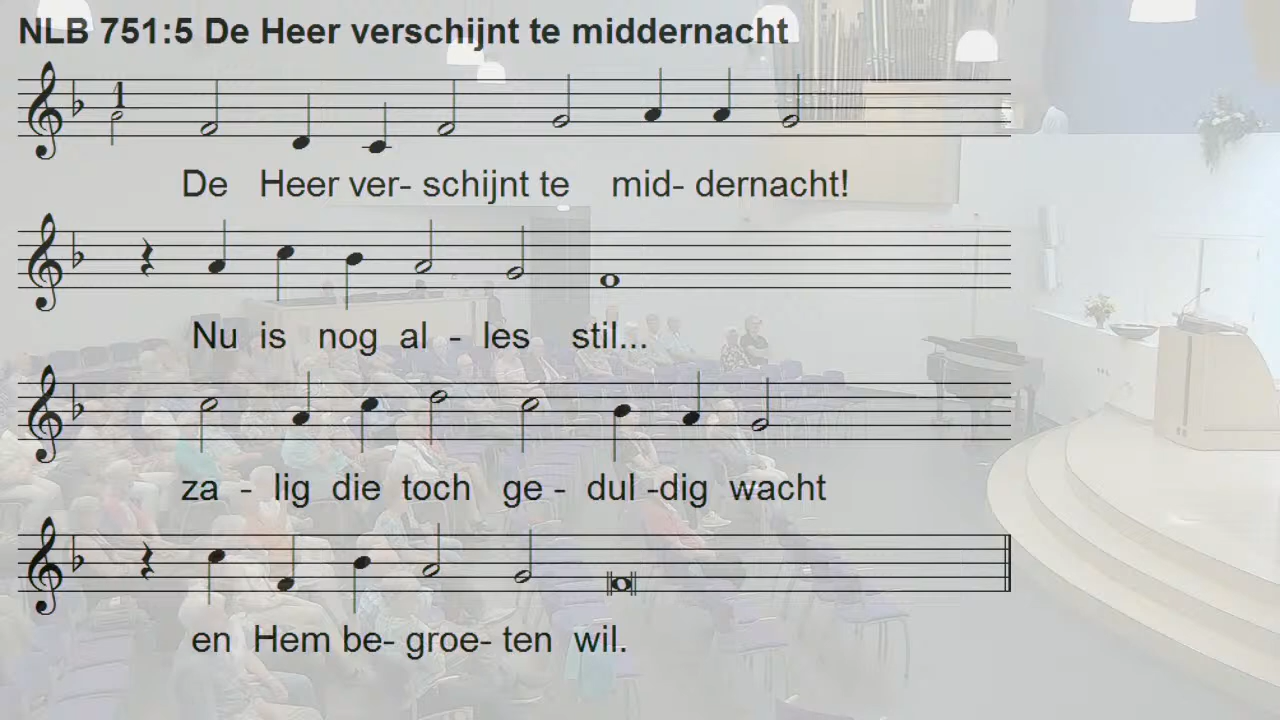 NLB 751:5 De Heer verschijnt te middernacht
1
De Heer ver- schijnt te mid- dernacht!
Nu is nog al - les stil...
za - lig die toch ge - dul -dig wacht
en Hem be- groe- ten wil.